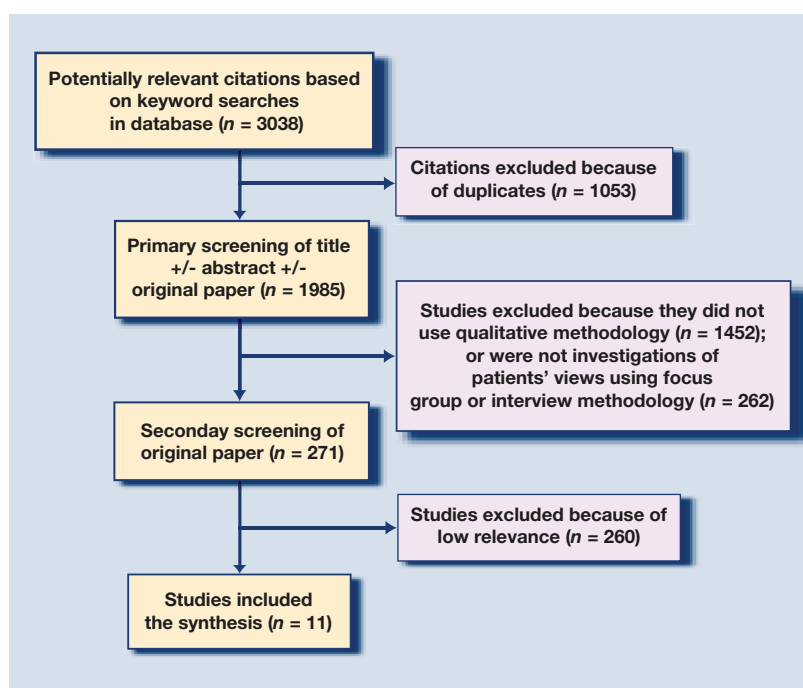 Potentially relevant citations based
on keyword searches
in database (n = 3038)
Citations excluded because
of duplicates (n = 1053)
Primary screening of title
+/- abstract +/-
original paper (n = 1985)
Studies excluded because they did not
use qualitative methodology (n = 1452);
or were not investigations of
patients’ views using focus
group or interview methodology (n = 262)
Seconday screening of
original paper (n = 271)
Studies excluded because of
low relevance (n = 260)
Studies included
the synthesis (n = 11)